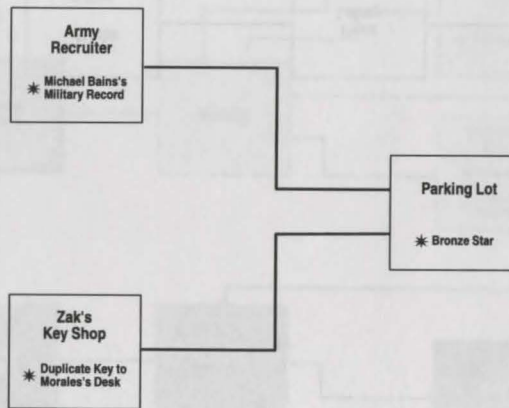 Army
Recruiter
✷ Michael Bains's
Military Record
Parking Lot
✷ Bronze Star
Zak's
Key Shop
✷ Duplicate Key to
Morales's Desk